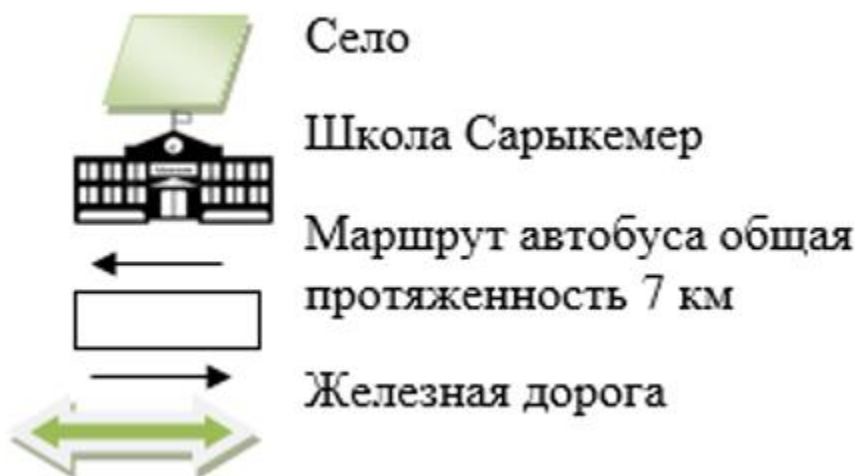 Село
Школа Сарыкемер
Маршрут автобуса общая
протяженность 7 км
Железная дорога